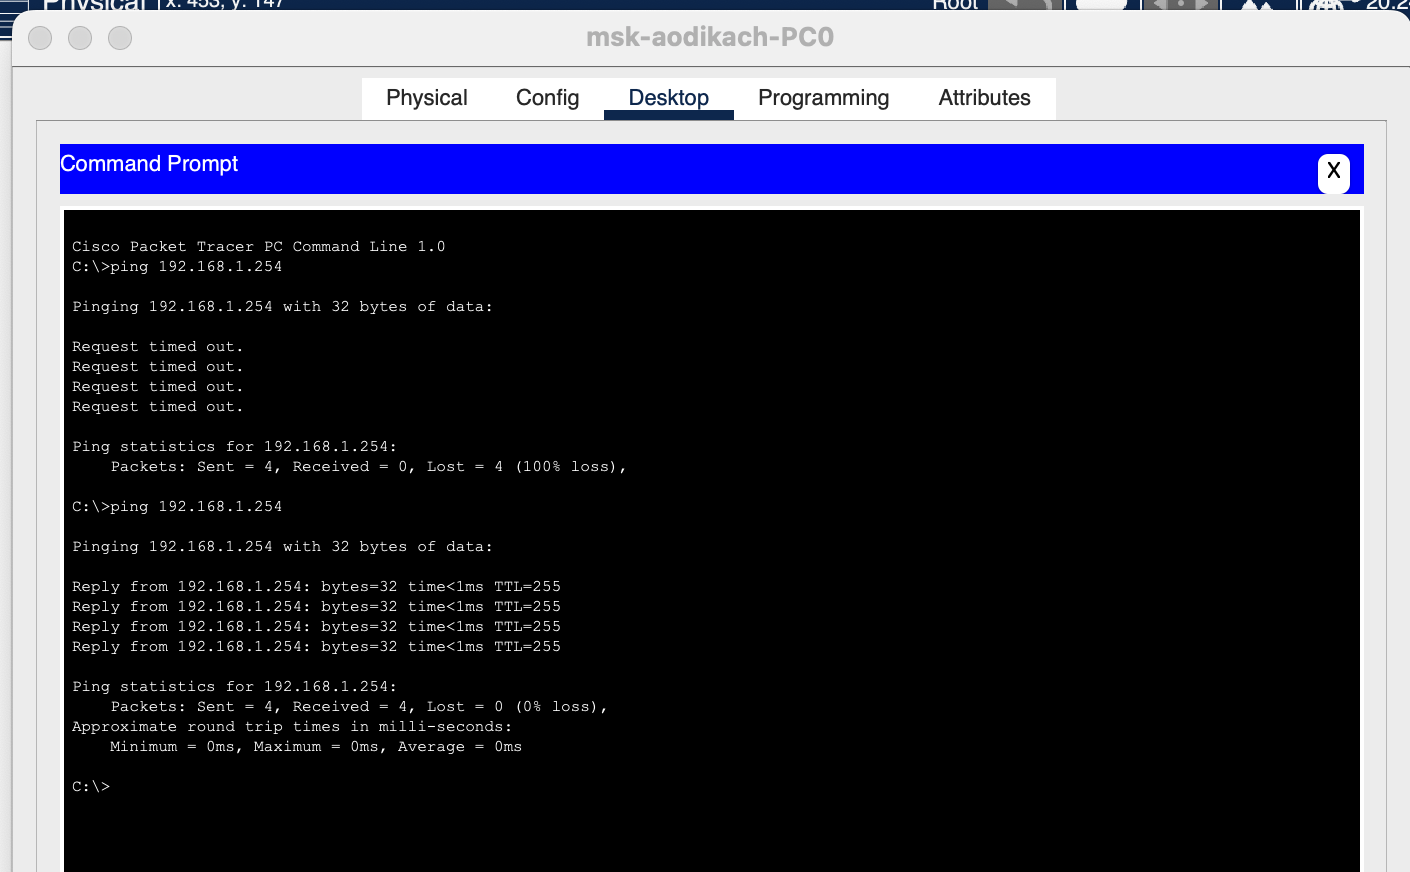 Physical x: 453, y: 147 Root
msk-aodikach-PC0
Physical Config Desktop Programming Attributes
Command Prompt
X
Cisco Packet Tracer PC Command Line 1.0
C:\>ping 192.168.1.254
Pinging 192.168.1.254 with 32 bytes of data:
Request timed out.
Request timed out.
Request timed out.
Request timed out.
Ping statistics for 192.168.1.254:
Packets: Sent = 4, Received = 0, Lost = 4 (100% loss),
C:\>ping 192.168.1.254
Pinging 192.168.1.254 with 32 bytes of data:
Reply from 192.168.1.254: bytes=32 time<1ms TTL=255
Reply from 192.168.1.254: bytes=32 time<1ms TTL=255
Reply from 192.168.1.254: bytes=32 time<1ms TTL=255
Reply from 192.168.1.254: bytes=32 time<1ms TTL=255
Ping statistics for 192.168.1.254:
Packets: Sent = 4, Received = 4, Lost = 0 (0% loss),
Approximate round trip times in milli-seconds:
Minimum = 0ms, Maximum = 0ms, Average = 0ms
C:\>